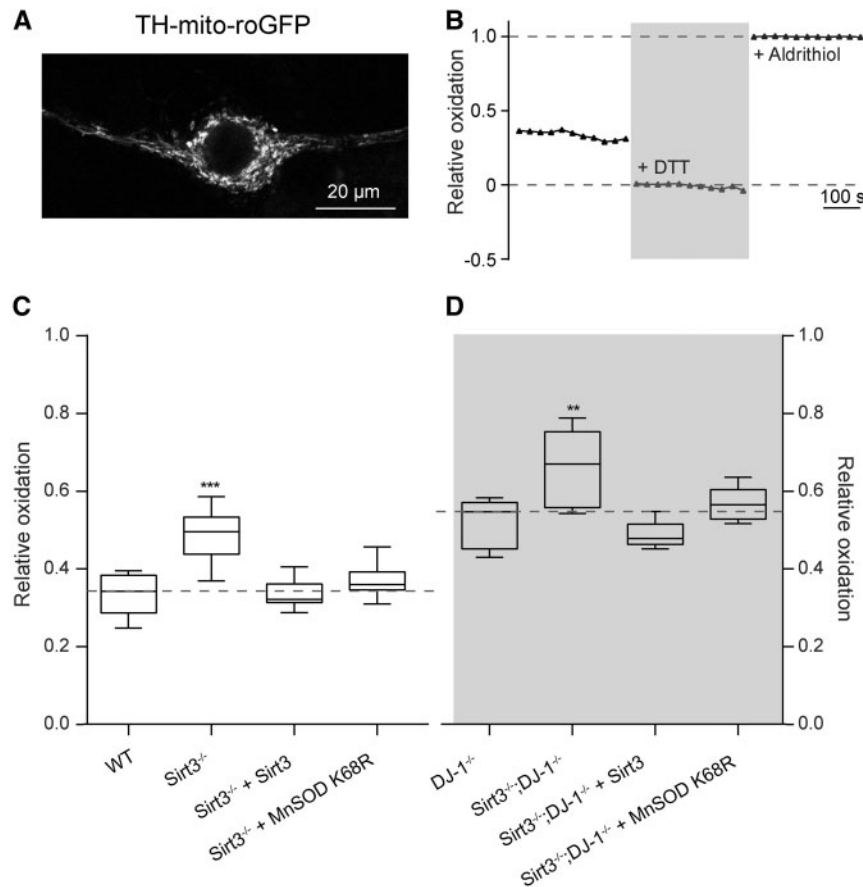 A
TH-mito-roGFP
20 µm
B
Relative oxidation
1.0
0.5
0
-0.5
+ Aldrithiol
+ DTT
100 s
C
Relative oxidation
1.0
0.8
0.6
0.4
0.2
0.0
***
WT
Sirt3-/-
Sirt3-/- + Sirt3
Sirt3-/- + MnSOD K68R
D
**
1.0
0.8
0.6
0.4
0.2
0.0
Relative oxidation
DJ-1-/-
Sirt3-/-;DJ-1-/-
Sirt3-/-;DJ-1-/- + Sirt3
Sirt3-/-;DJ-1-/- + MnSOD K68R